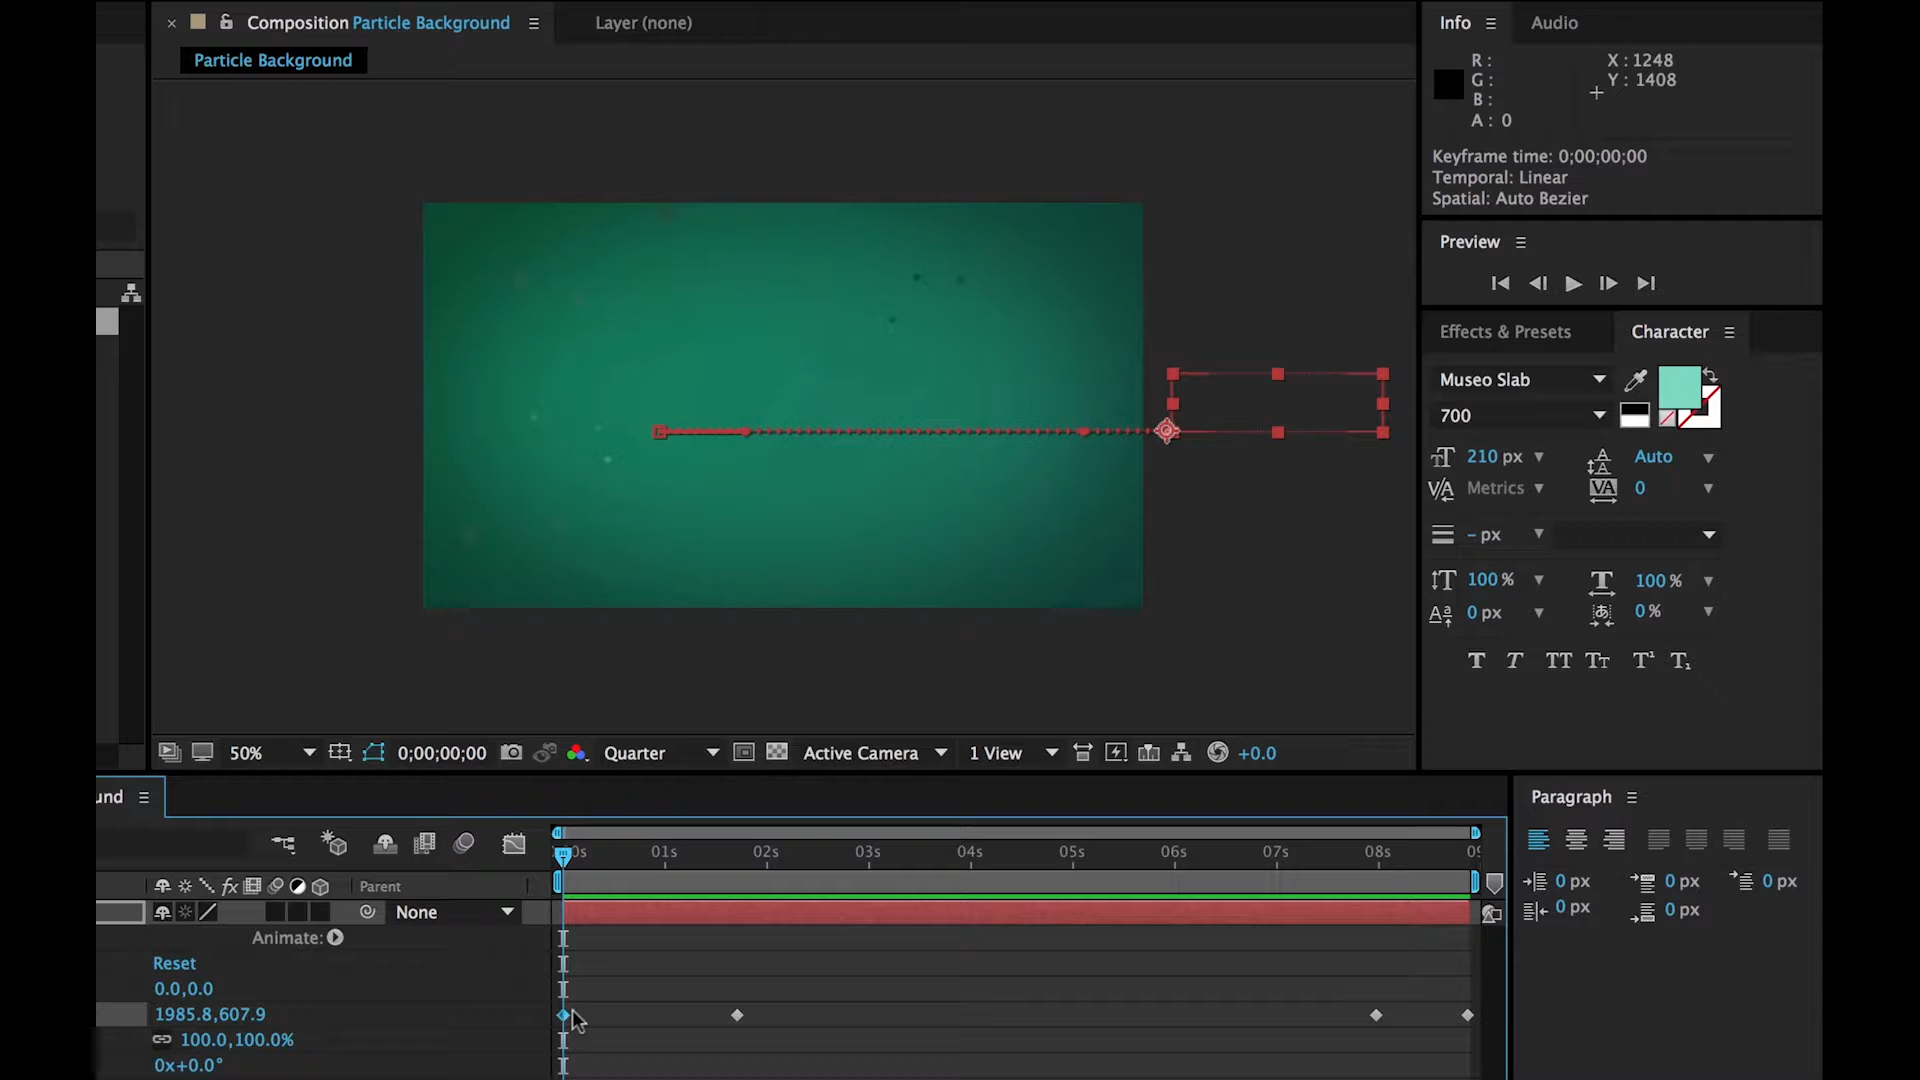 Composition Particle Background
Layer (none)
Particle Background
Info
Audio
R :
G :
B :
A : 0
X : 1248
Y : 1408
Keyframe time: 0;00;00;00
Temporal: Linear
Spatial: Auto Bezier
Preview
Effects & Presets
Character
Museo Slab
700
210 px
Auto
Metrics
0
- px
100 %
100 %
0 px
0 %
50%
0;00;00;00
Quarter
Active Camera
1 View
+0.0
und
Paragraph
0s
01s
02s
03s
04s
05s
06s
07s
08s
09
Parent
None
Animate:
Reset
0.0,0.0
1985.8,607.9
100.0,100.0%
0x+0.0°
0 px
0 px
0 px
0 px
0 px